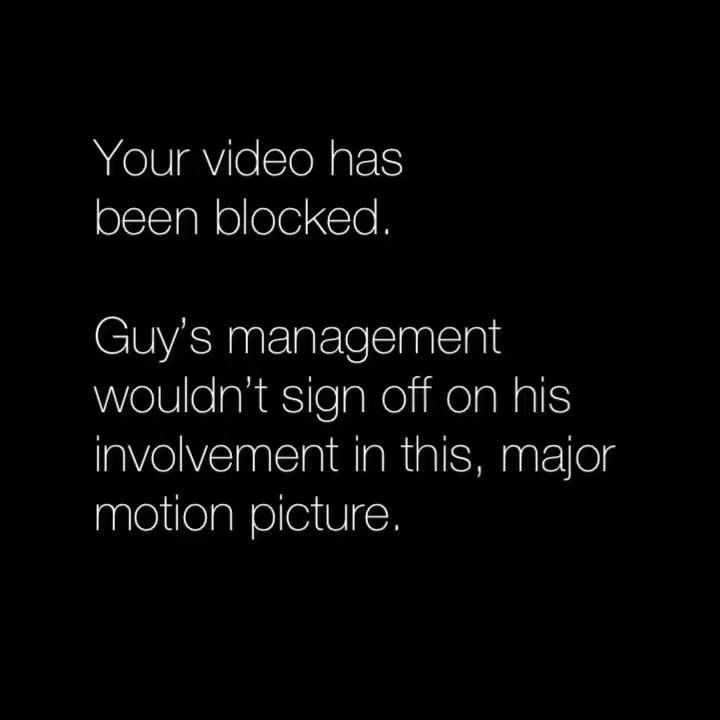 Your video has
been blocked.
Guy’s management
wouldn’t sign off on his
involvement in this, major
motion picture.